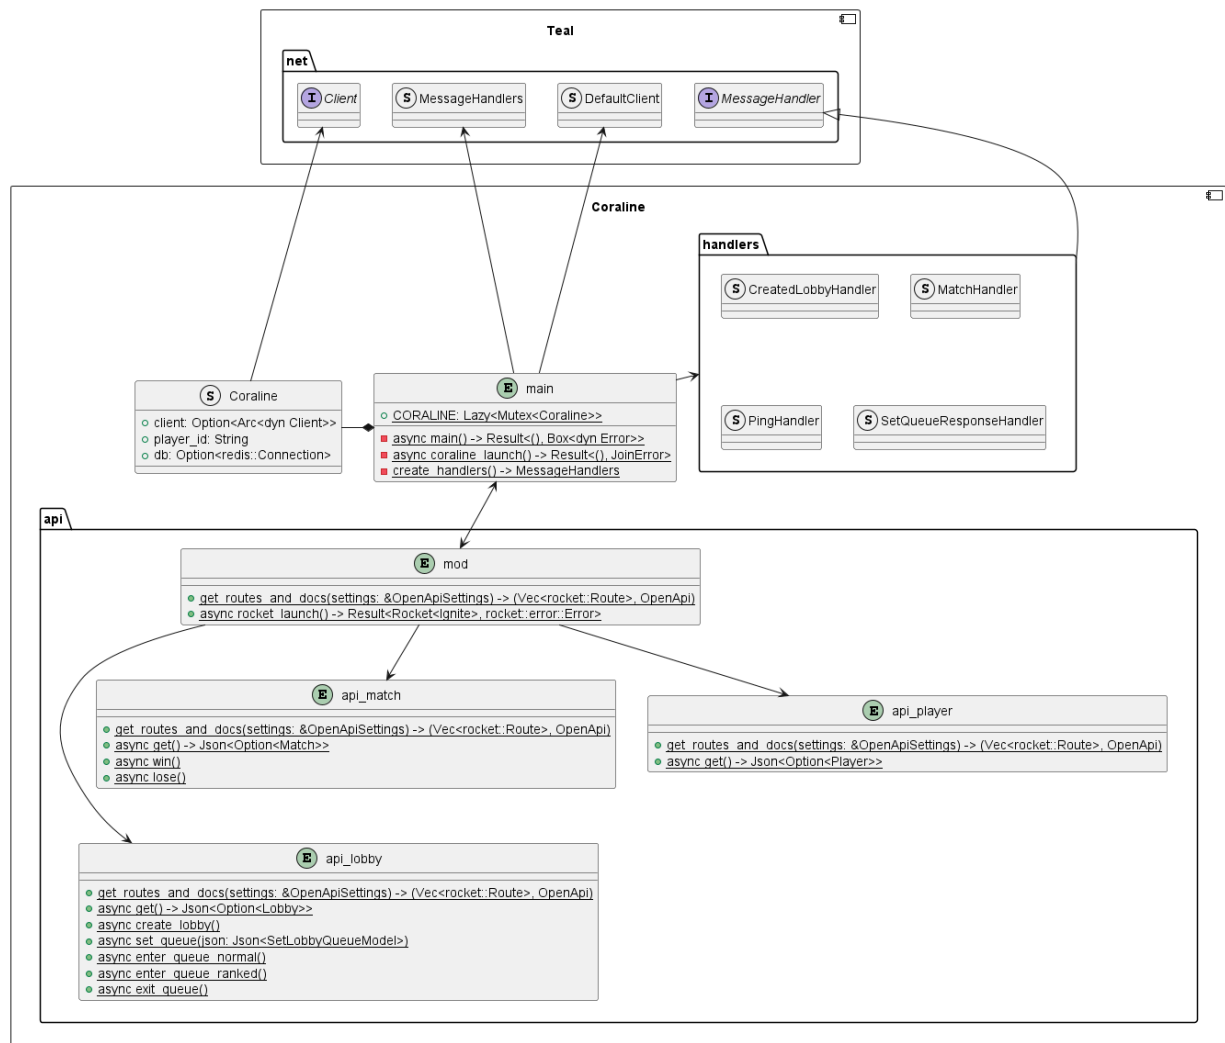 Teal
net
I Client
S MessageHandlers
S DefaultClient
I MessageHandler
Coraline
handlers
S CreatedLobbyHandler
S MatchHandler
S PingHandler
S SetQueueResponseHandler
S Coraline
client: Option<Arc<dyn Client>>
player_id: String
db: Option<redis::Connection>
E main
CORALINE: Lazy<Mutex<Coraline>>
async main() -> Result<(), Box<dyn Error>>
async coraline_launch() -> Result<(), JoinError>
create_handlers() -> MessageHandlers
api
E mod
get_routes_and_docs(settings: &OpenApiSettings) -> (Vec<rocket::Route>, OpenApi)
async rocket_launch() -> Result<Rocket<Ignite>, rocket::error::Error>
E api_match
get_routes_and_docs(settings: &OpenApiSettings) -> (Vec<rocket::Route>, OpenApi)
async get() -> Json<Option<Match>>
async win()
async lose()
E api_player
get_routes_and_docs(settings: &OpenApiSettings) -> (Vec<rocket::Route>, OpenApi)
async get() -> Json<Option<Player>>
E api_lobby
get_routes_and_docs(settings: &OpenApiSettings) -> (Vec<rocket::Route>, OpenApi)
async get() -> Json<Option<Lobby>>
async create_lobby()
async set_queue(json: Json<SetLobbyQueueModel>)
async enter_queue_normal()
async enter_queue_ranked()
async exit_queue()